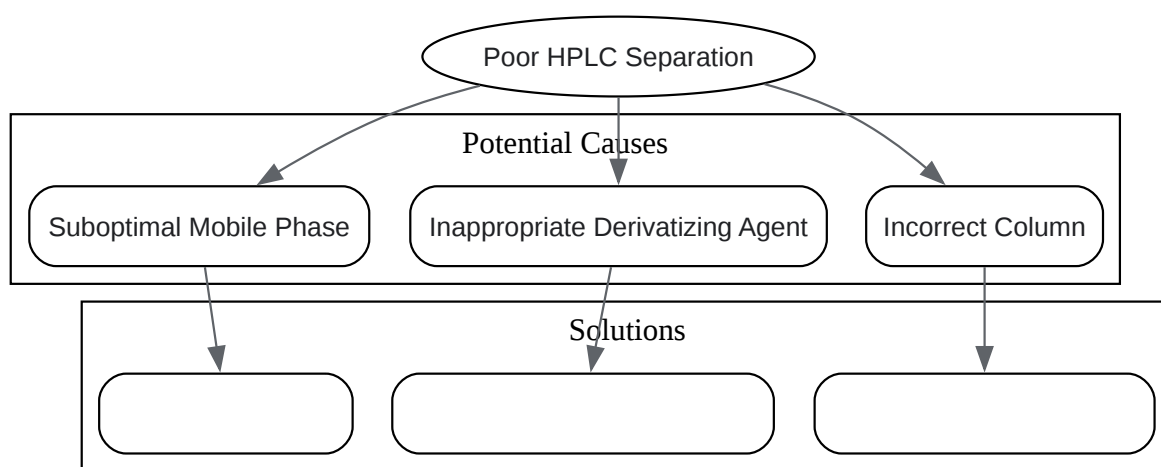 Poor HPLC Separation
Potential Causes
Suboptimal Mobile Phase
Inappropriate Derivatizing Agent
Incorrect Column
Solutions